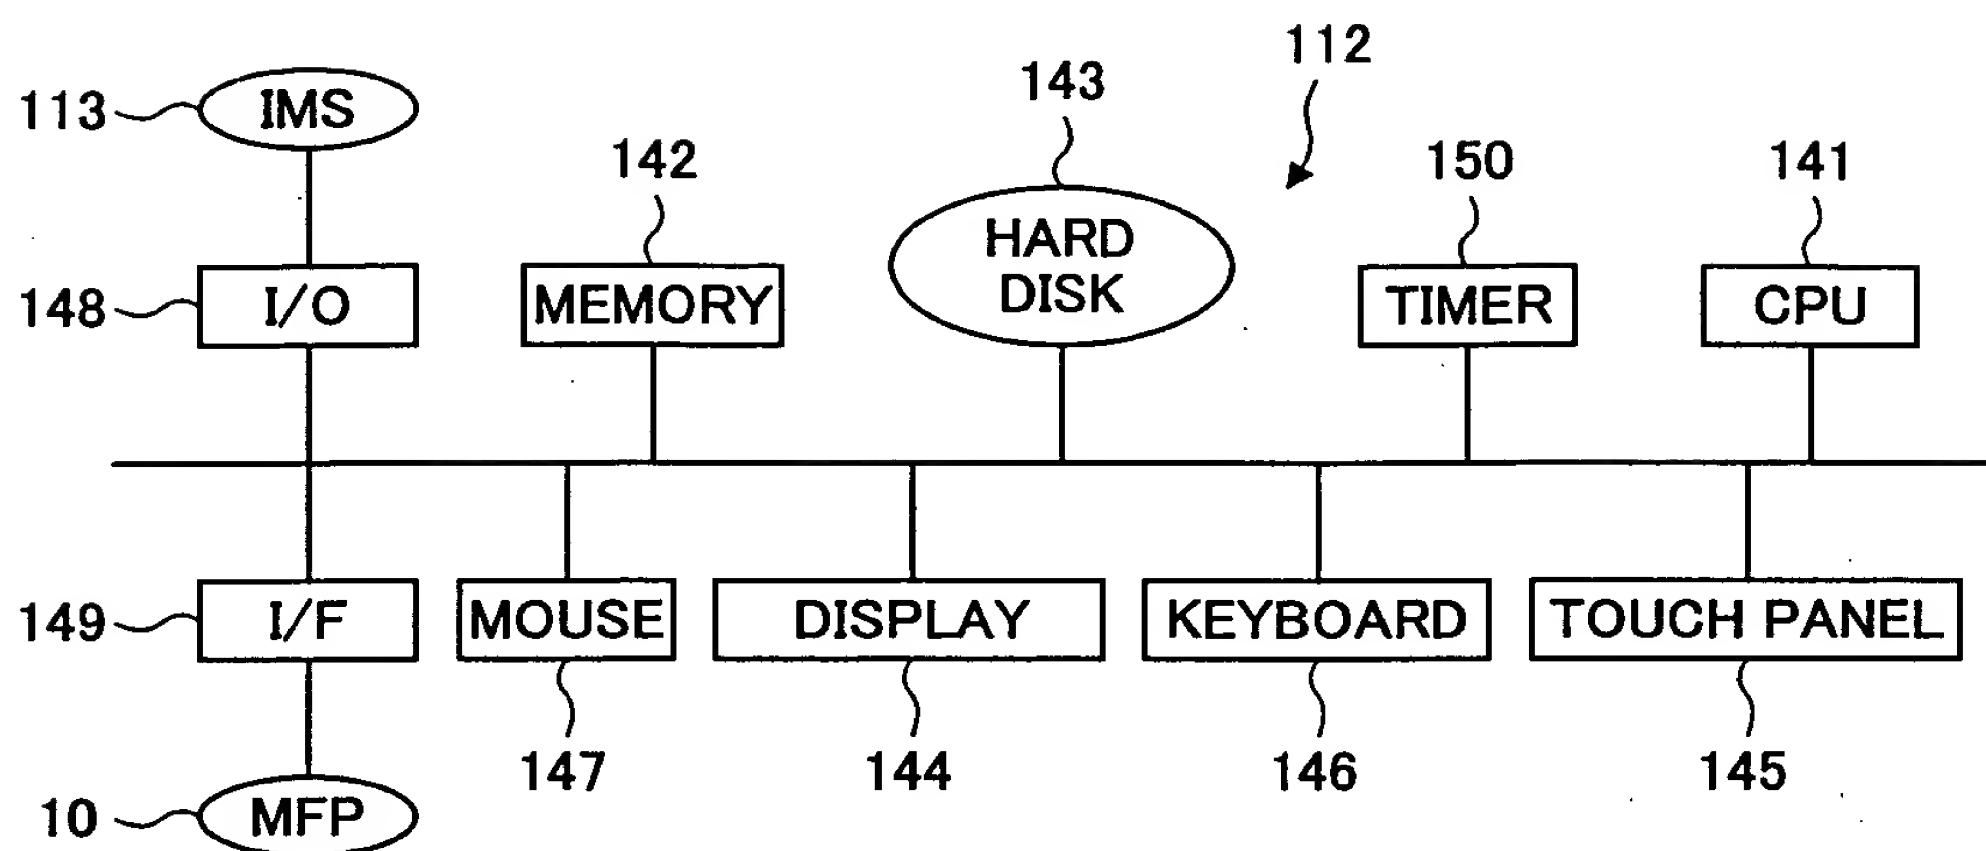 112
143
113 IMS
142
150
141
HARD
DISK
148 I/O
MEMORY
TIMER
CPU
149 I/F
MOUSE
DISPLAY
KEYBOARD
TOUCH PANEL
147
144
146
145
10 MFP